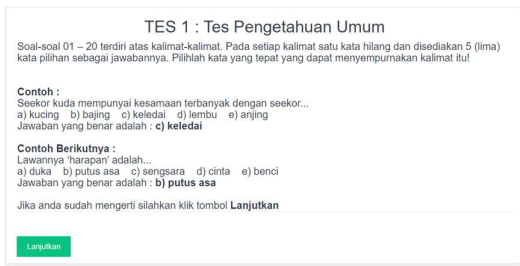 TES 1 : Tes Pengetahuan Umum
Soal-soal 01 – 20 terdiri atas kalimat-kalimat. Pada setiap kalimat satu kata hilang dan disediakan 5 (lima)
kata pilihan sebagai jawabannya. Pilihlah kata yang tepat yang dapat menyempurnakan kalimat itu!
Contoh :
Seekor kuda mempunyai kesamaan terbanyak dengan seekor...
a) kucing b) bajing c) keledai d) lembu e) anjing
Jawaban yang benar adalah : c) keledai
Contoh Berikutnya :
Lawannya 'harapan' adalah...
a) duka b) putus asa c) sengsara d) cinta e) benci
Jawaban yang benar adalah : b) putus asa
Jika anda sudah mengerti silahkan klik tombol Lanjutkan
Lanjutkan